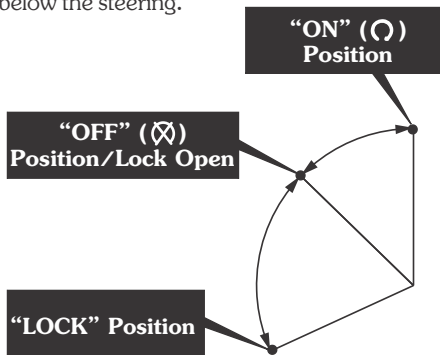 below the steering.
“ON” (    )
Position
“OFF” (    )
Position/Lock Open
“LOCK” Position